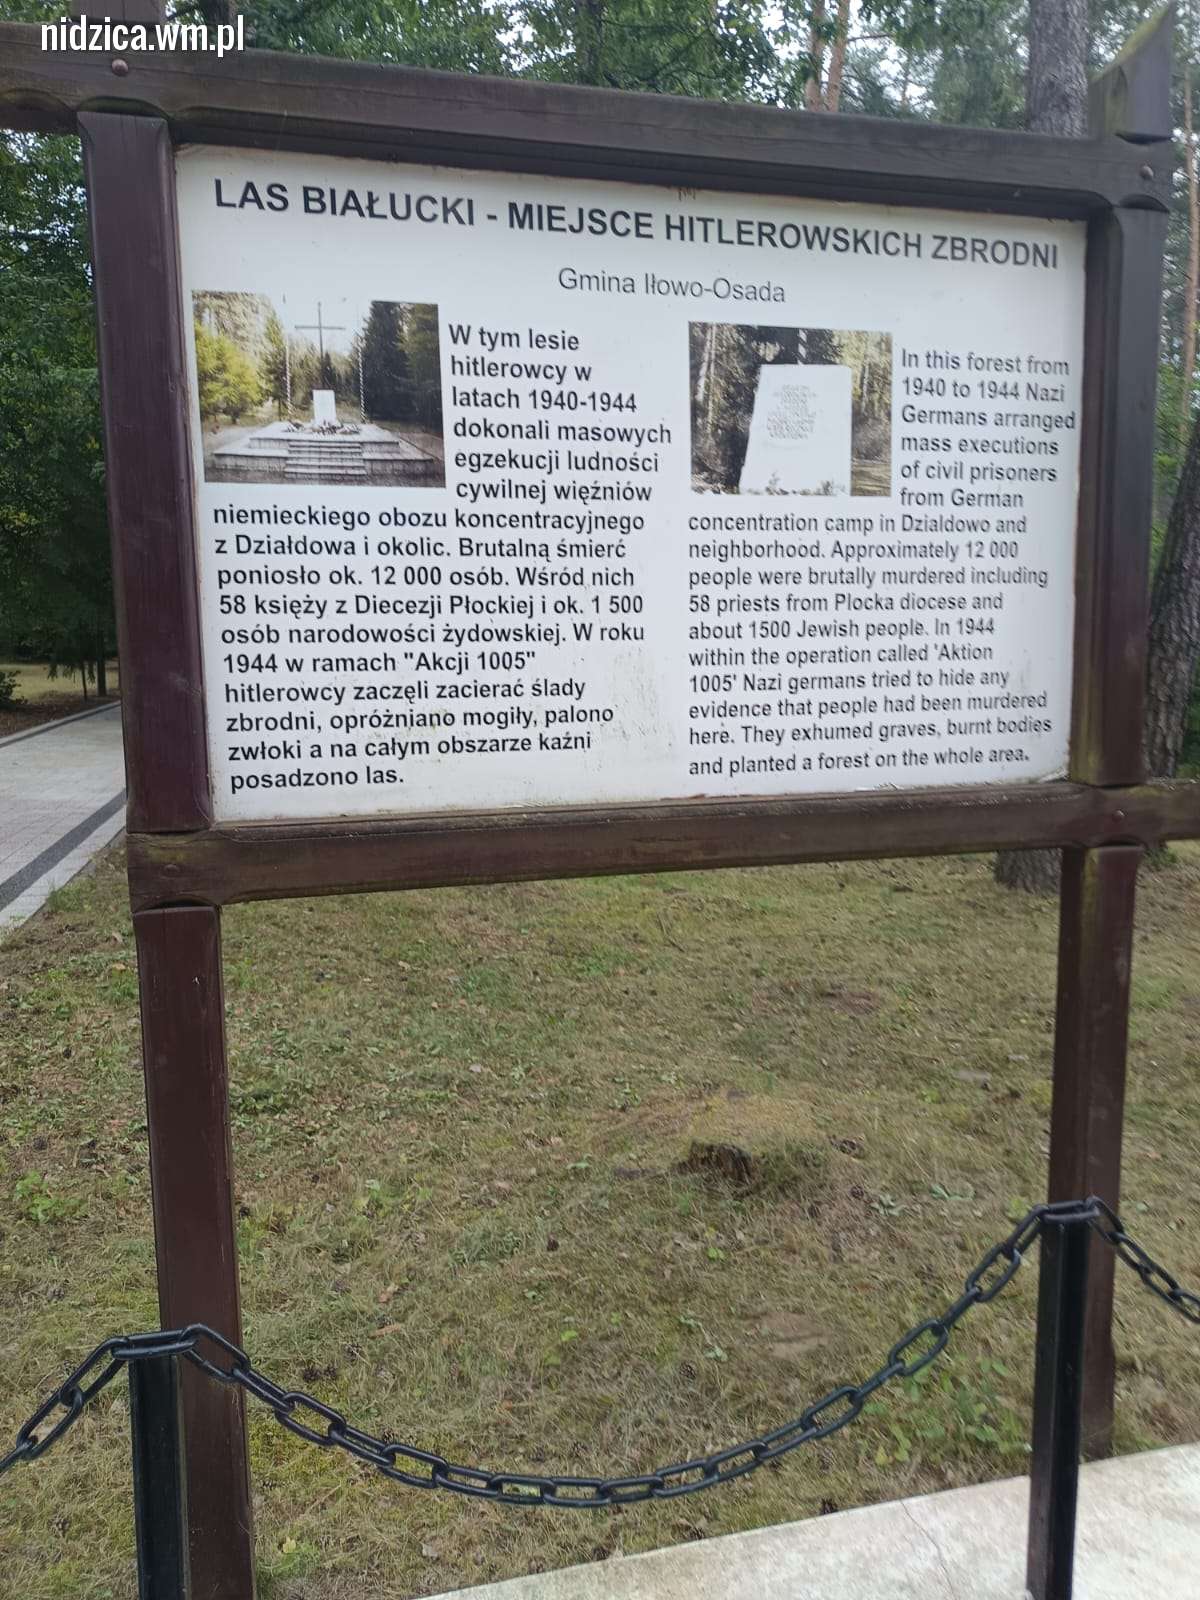 nidzica.wm.pl
LAS BIAŁUCKI - MIEJSCE HITLEROWSKICH ZBRODNI
Gmina Iłowo-Osada
W tym lesie
hitlerowcy w
latach 1940-1944
dokonali masowych
egzekucji ludności
cywilnej więźniów
niemieckiego obozu koncentracyjnego
z Działdowa i okolic. Brutalną śmierć
poniosło ok. 12 000 osób. Wśród nich
58 księży z Diecezji Płockiej i ok. 1 500
osób narodowości żydowskiej. W roku
1944 w ramach "Akcji 1005"
hitlerowcy zaczęli zacierać ślady
zbrodni, opróżniano mogiły, palono
zwłoki a na całym obszarze kaźni
posadzono las.
In this forest from
1940 to 1944 Nazi
Germans arranged
mass executions
of civil prisoners
from German
concentration camp in Dzialdowo and
neighborhood. Approximately 12 000
people were brutally murdered including
58 priests from Plocka diocese and
about 1500 Jewish people. In 1944
within the operation called 'Aktion
1005' Nazi germans tried to hide any
evidence that people had been murdered
here. They exhumed graves, burnt bodies
and planted a forest on the whole area.